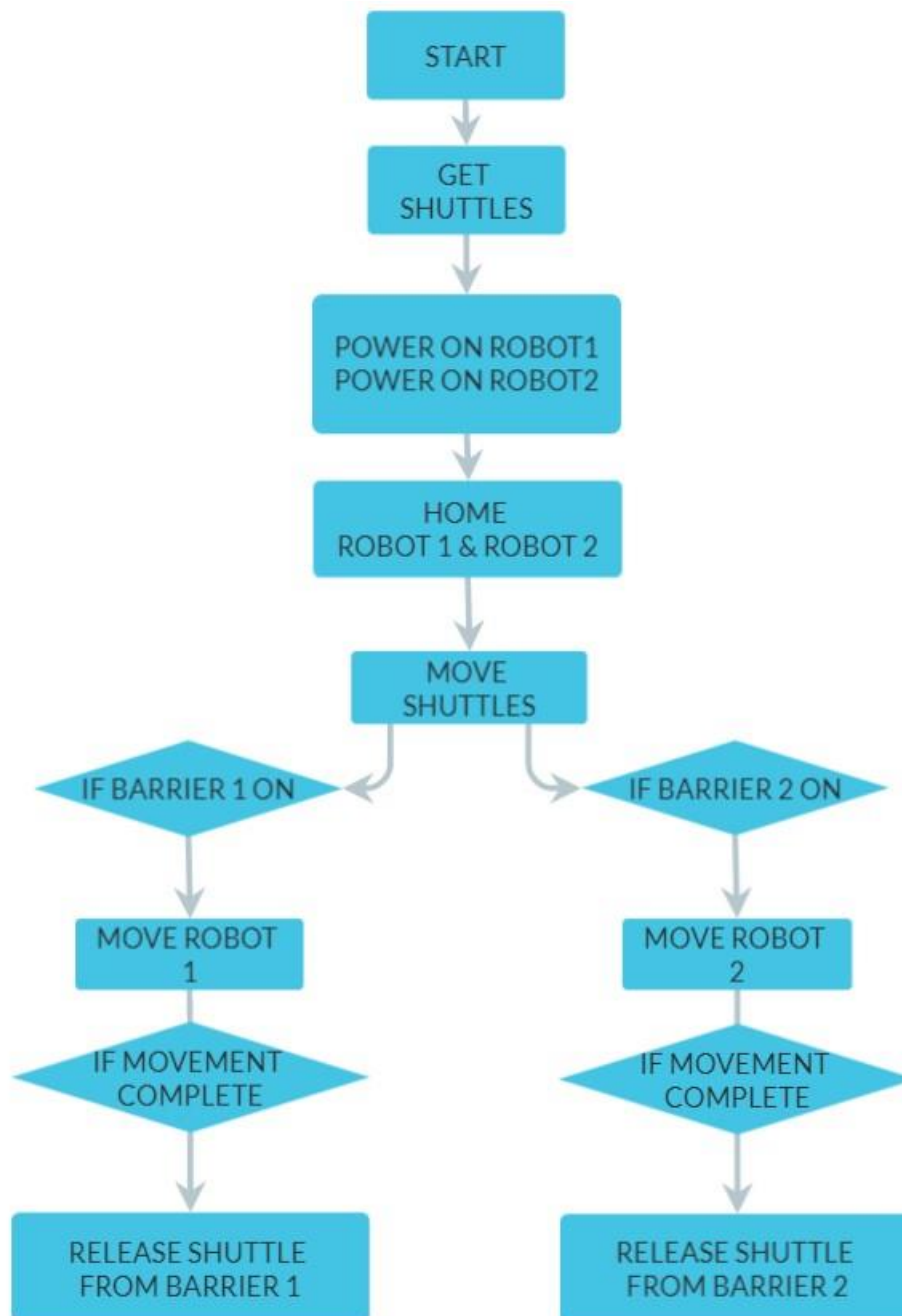 START
GET
SHUTTLES
POWER ON ROBOT1
POWER ON ROBOT2
HOME
ROBOT 1 & ROBOT 2
MOVE
SHUTTLES
IF BARRIER 1 ON
MOVE ROBOT
1
IF MOVEMENT
COMPLETE
RELEASE SHUTTLE
FROM BARRIER 1
IF BARRIER 2 ON
MOVE ROBOT
2
IF MOVEMENT
COMPLETE
RELEASE SHUTTLE
FROM BARRIER 2